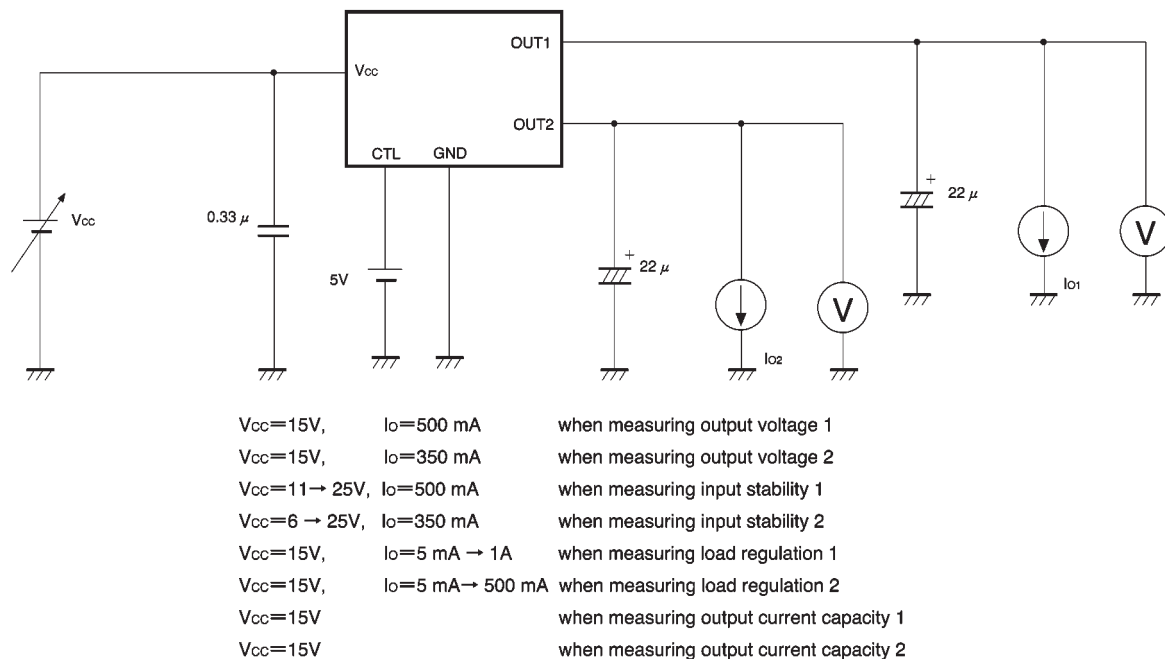 OUT1
Vcc
OUT2
CTL GND
Vcc
0.33 μ
5V
+
22 μ
Io2
V
+
22 μ
Io1
V
Vcc=15V, Io=500 mA when measuring output voltage 1
Vcc=15V, Io=350 mA when measuring output voltage 2
Vcc=11→ 25V, Io=500 mA when measuring input stability 1
Vcc=6 → 25V, Io=350 mA when measuring input stability 2
Vcc=15V, Io=5 mA → 1A when measuring load regulation 1
Vcc=15V, Io=5 mA→ 500 mA when measuring load regulation 2
Vcc=15V when measuring output current capacity 1
Vcc=15V when measuring output current capacity 2